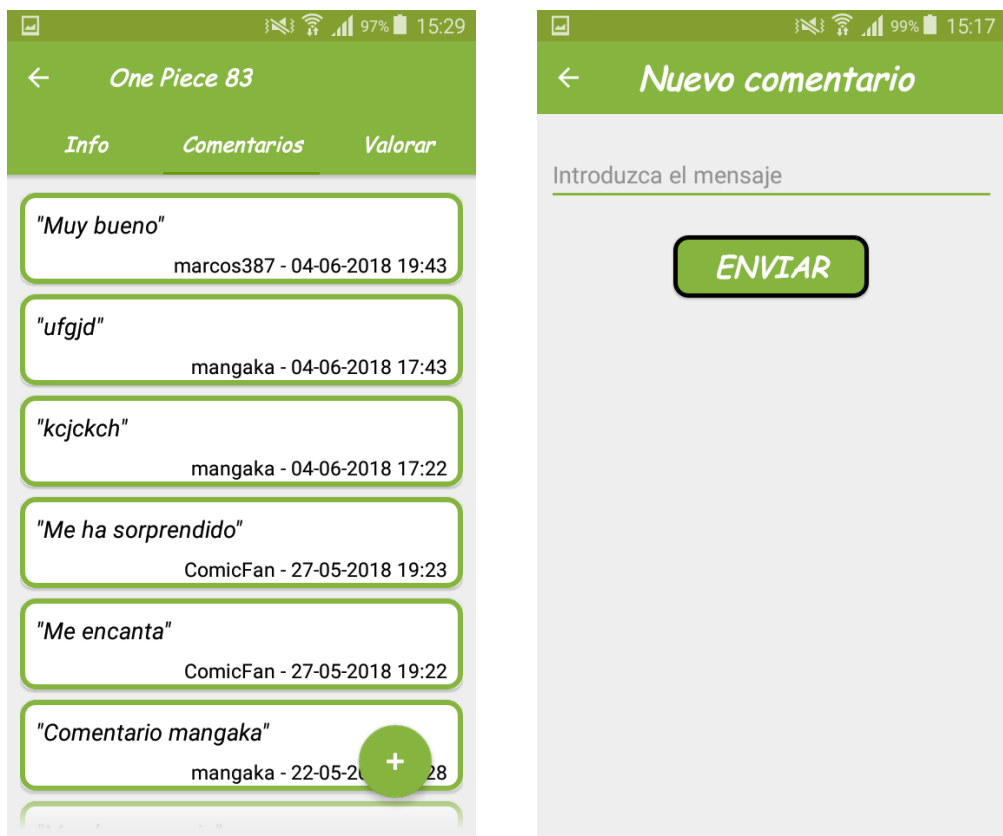 97% 15:29
One Piece 83
Info Comentarios Valorar
"Muy bueno"
marcos387 - 04-06-2018 19:43
"ufgjd"
mangaka - 04-06-2018 17:43
"kcjckch"
mangaka - 04-06-2018 17:22
"Me ha sorprendido"
ComicFan - 27-05-2018 19:23
"Me encanta"
ComicFan - 27-05-2018 19:22
"Comentario mangaka"
mangaka - 22-05-20 28
+
99% 15:17
Nuevo comentario
Introduzca el mensaje
ENVIAR